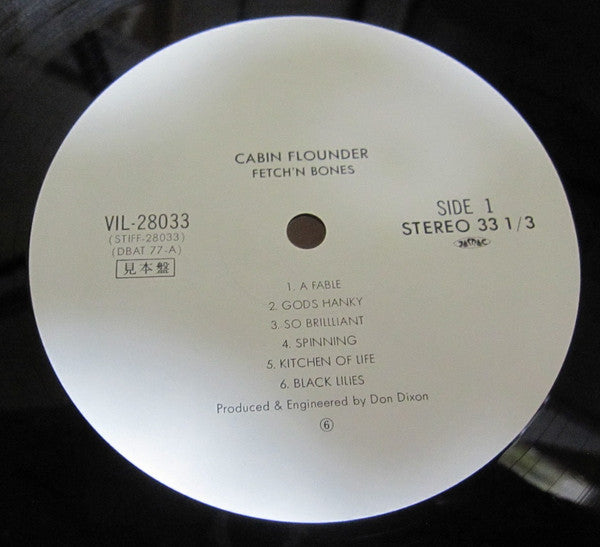 CABIN FLOUNDER
FETCH'N BONES
VIL-28033
(STIFF-28033)
(DBAT 77-A)
見本盤
SIDE 1
STEREO 33 1/3
JASRAC
1. A FABLE
2. GODS HANKY
3. SO BRILLLIANT
4. SPINNING
5. KITCHEN OF LIFE
6. BLACK LILIES
Produced & Engineered by Don Dixon
⑥